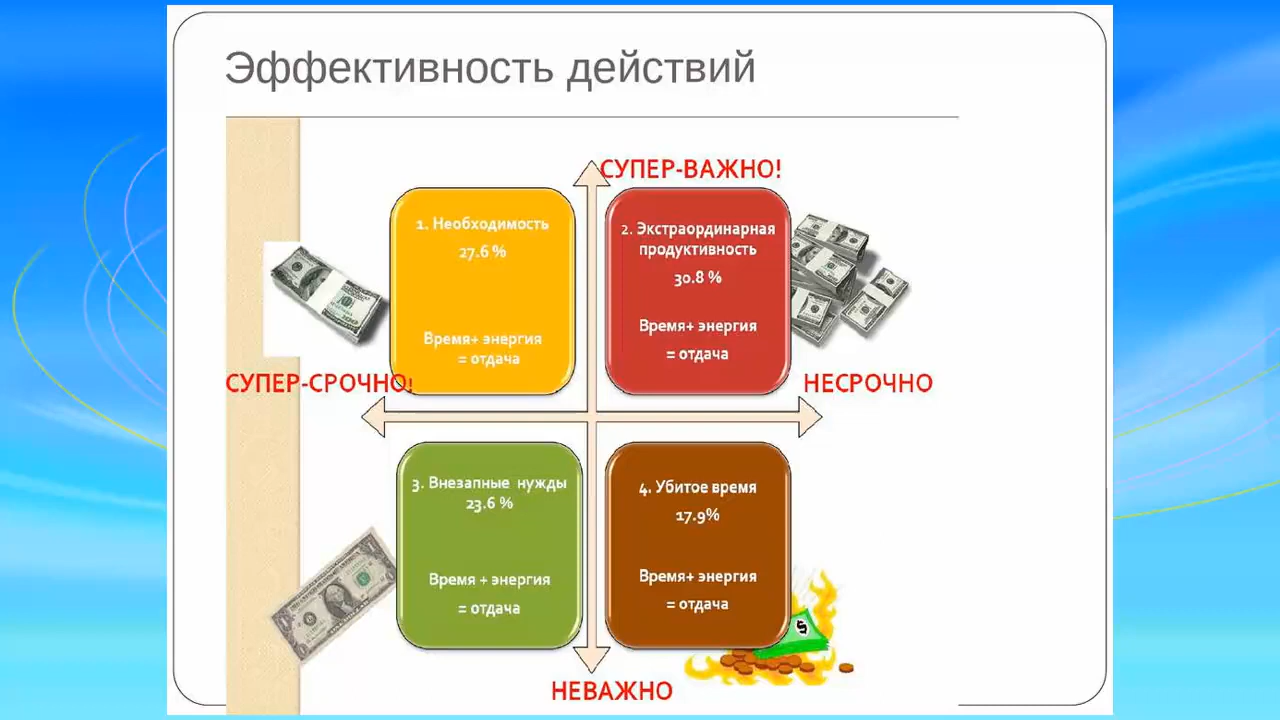 Эффективность действий
СУПЕР-ВАЖНО!
1. Необходимость
27.6 %
Время+ энергия
= отдача
2. Экстраординарная
продуктивность
30.8 %
Время+ энергия
= отдача
СУПЕР-СРОЧНО!
НЕСРОЧНО
3. Внезапные нужды
23.6 %
Время + энергия
= отдача
4. Убитое время
17.9%
Время+ энергия
= отдача
$
НЕВАЖНО